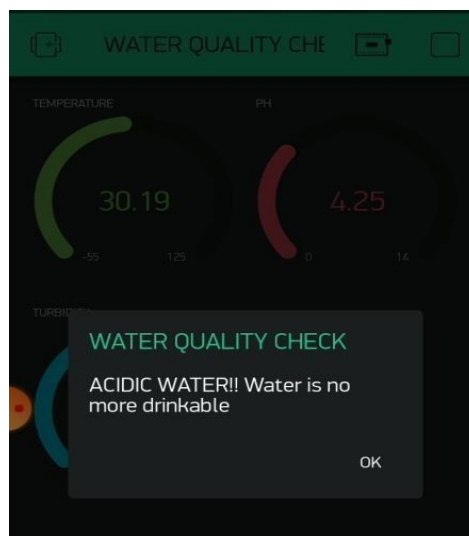 WATER QUALITY CHE
TEMPERATURE
PH
30.19
4.25
-55
125
0
14
WATER QUALITY CHECK
ACIDIC WATER!! Water is no
more drinkable
OK